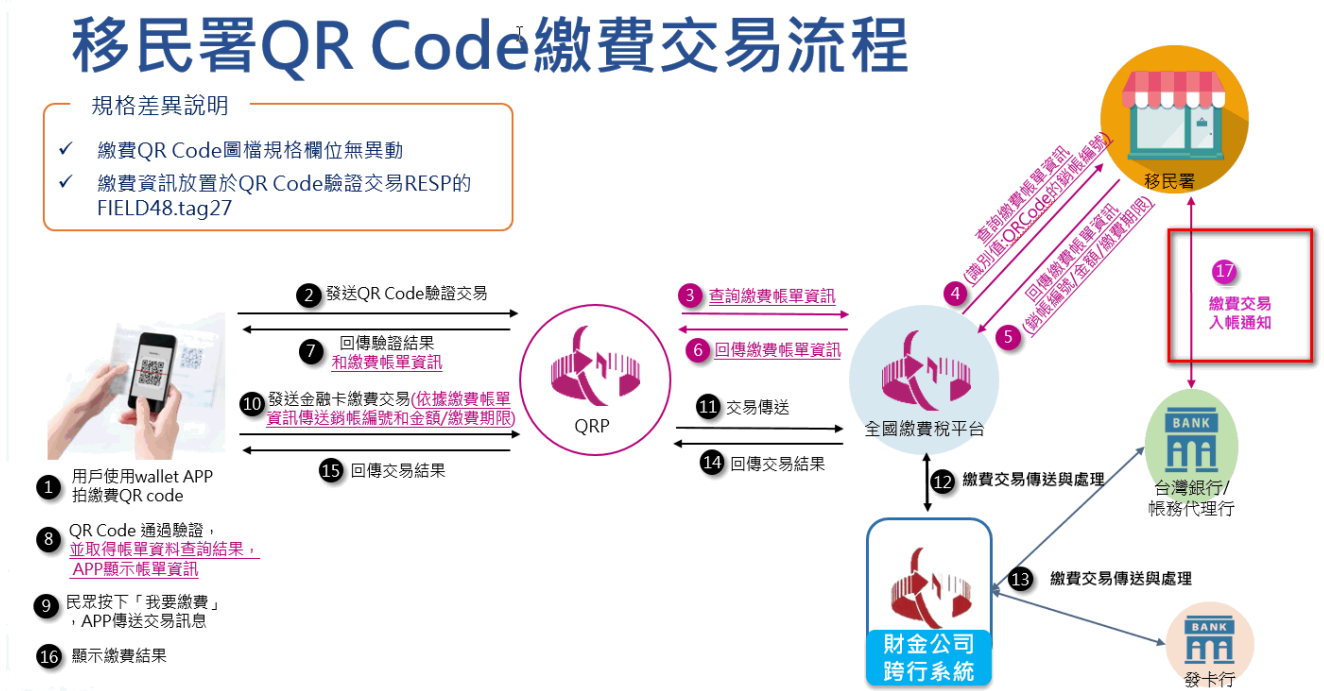 移民署QR Code繳費交易流程
規格差異說明
✓ 繳費QR Code圖檔規格欄位無異動
✓ 繳費資訊放置於QR Code驗證交易RESP的
FIELD48.tag27
移民署
查詢繳費帳單資訊
(識別值:QRCode的銷帳編號)
4
回傳繳費帳單資訊
(銷帳編號/金額/繳費期限)
5
17
繳費交易
入帳通知
2 發送QR Code驗證交易
7 回傳驗證結果
和繳費帳單資訊
10 發送金融卡繳費交易(依據繳費帳單
資訊傳送銷帳編號和金額/繳費期限)
15 回傳交易結果
QRP
3 查詢繳費帳單資訊
6 回傳繳費帳單資訊
11 交易傳送
14 回傳交易結果
全國繳費稅平台
12 繳費交易傳送與處理
BANK
台灣銀行/
帳務代理行
13 繳費交易傳送與處理
財金公司
跨行系統
BANK
發卡行
1 用戶使用wallet APP
拍繳費QR code
8 QR Code 通過驗證，
並取得帳單資料查詢結果，
APP顯示帳單資訊
9 民眾按下「我要繳費」
，APP傳送交易訊息
16 顯示繳費結果